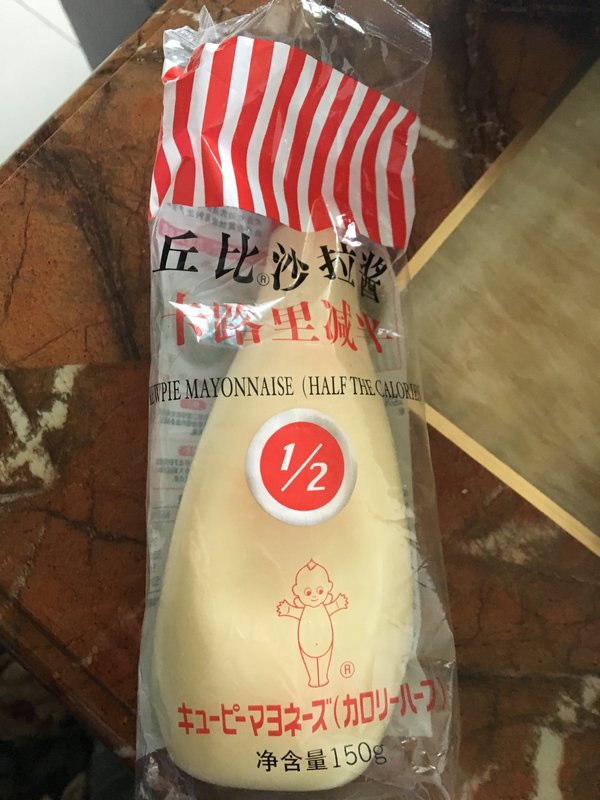 丘比®沙拉酱
卡路里减半
KEWPIE MAYONNAISE (HALF THE CALORIES)
1/2
®
キューピーマヨネーズ(カロリーハーフ)
净含量150g